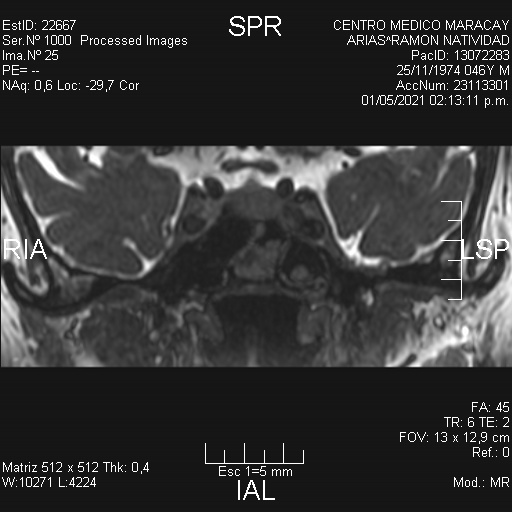 EstID: 22667
Ser.Nº 1000 Processed Images
Ima.Nº 25
PE= --
NAq: 0,6 Loc: -29,7 Cor
SPR
CENTRO MEDICO MARACAY
ARIAS^RAMON NATIVIDAD
PacID: 13072283
25/11/1974 046Y M
AccNum: 23113301
01/05/2021 02:13:11 p.m.
RIA
LSP
Matriz 512 x 512 Thk: 0,4
W:10271 L:4224
Esc 1=5 mm
IAL
FA: 45
TR: 6 TE: 2
FOV: 13 x 12,9 cm
Ref.: 0
Mod.: MR